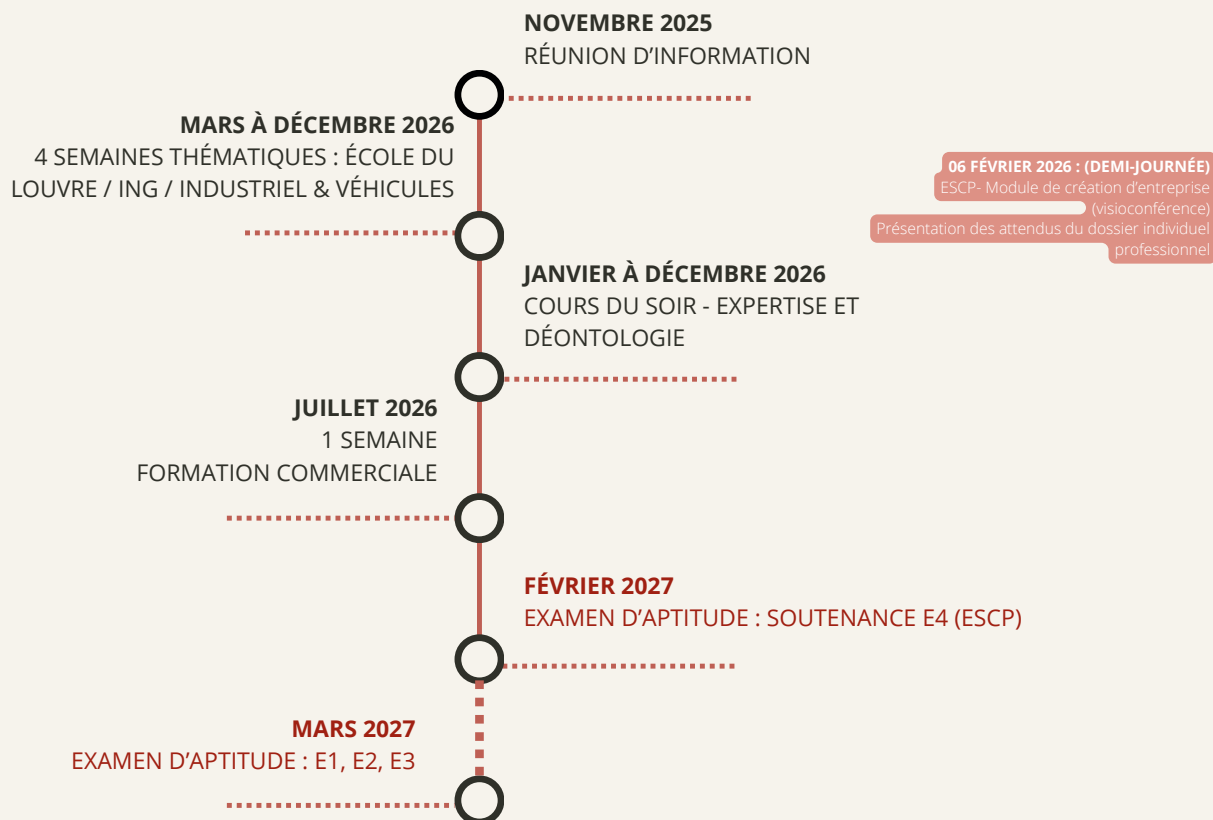 NOVEMBRE 2025
RÉUNION D’INFORMATION
MARS À DÉCEMBRE 2026
4 SEMAINES THÉMATIQUES : ÉCOLE DU
LOUVRE / ING / INDUSTRIEL & VÉHICULES
06 FÉVRIER 2026 : (DEMI-JOURNÉE)
ESCP- Module de création d’entreprise
(visioconférence)
Présentation des attendus du dossier individuel
professionnel
JANVIER À DÉCEMBRE 2026
COURS DU SOIR - EXPERTISE ET
DÉONTOLOGIE
JUILLET 2026
1 SEMAINE
FORMATION COMMERCIALE
FÉVRIER 2027
EXAMEN D’APTITUDE : SOUTENANCE E4 (ESCP)
MARS 2027
EXAMEN D’APTITUDE : E1, E2, E3